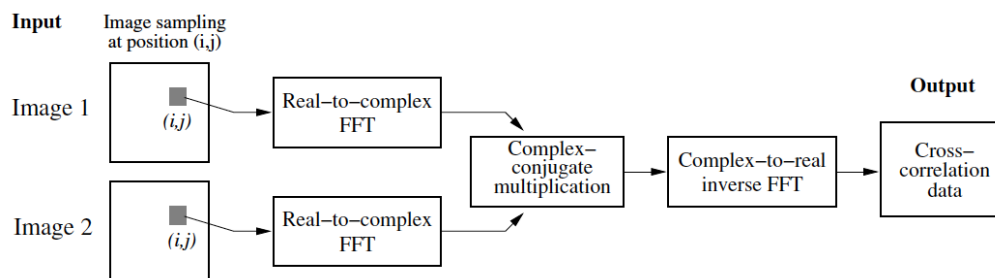 Input
Image sampling
at position (i,j)
Image 1
(i,j)
Real-to-complex
FFT
Output
Complex-
conjugate
multiplication
Complex-to-real
inverse FFT
Cross-
correlation
data
Image 2
(i,j)
Real-to-complex
FFT